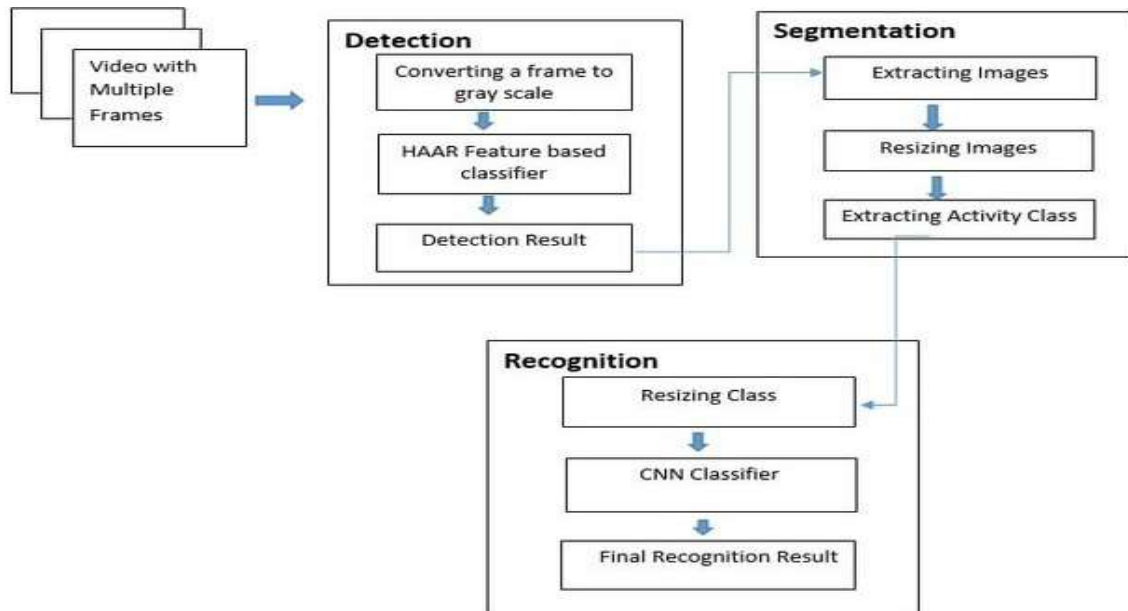 Video with
Multiple
Frames
Detection
Converting a frame to
gray scale
HAAR Feature based
classifier
Detection Result
Segmentation
Extracting Images
Resizing Images
Extracting Activity Class
Recognition
Resizing Class
CNN Classifier
Final Recognition Result